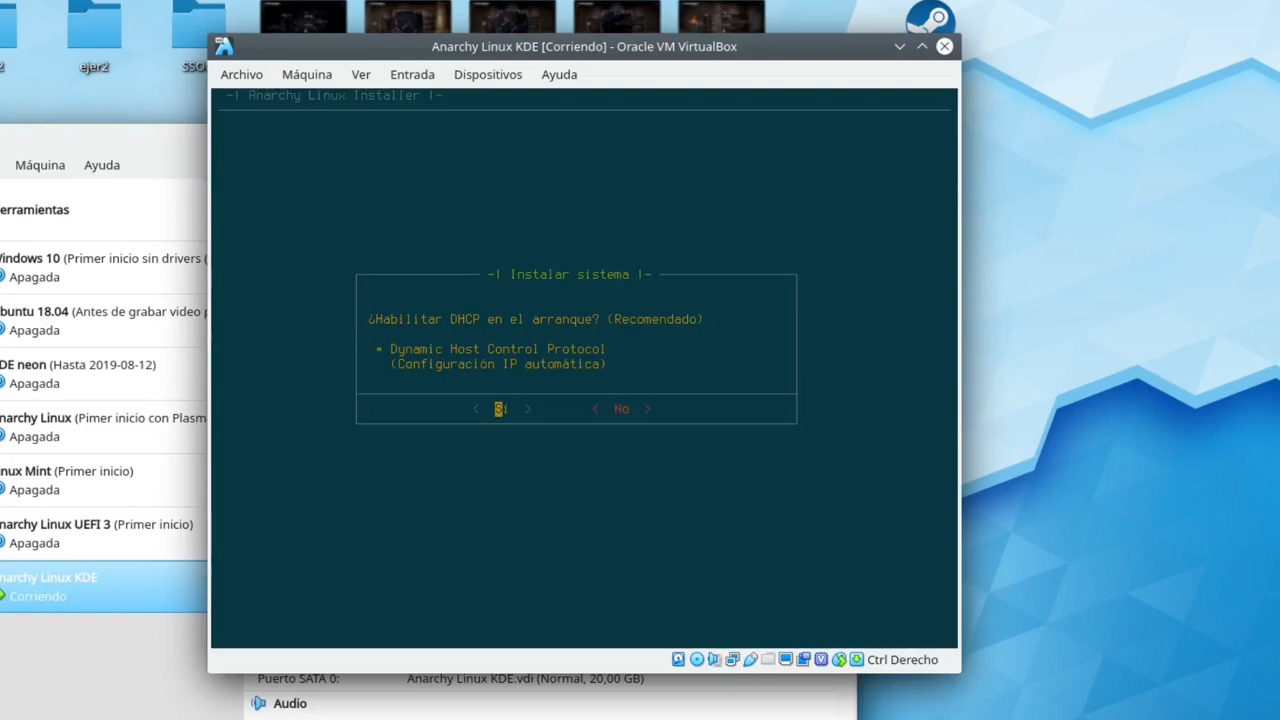 ejer2
SSO
Anarchy Linux KDE [Corriendo] - Oracle VM VirtualBox
Archivo Máquina Ver Entrada Dispositivos Ayuda
-| Anarchy Linux Installer |-
Máquina Ayuda
erramientas
Windows 10 (Primer inicio sin drivers (
Apagada
buntu 18.04 (Antes de grabar video p
Apagada
DE neon (Hasta 2019-08-12)
Apagada
narchy Linux (Pimer inicio con Plasm
Apagada
inux Mint (Primer inicio)
Apagada
narchy Linux UEFI 3 (Primer inicio)
Apagada
narchy Linux KDE
Corriendo
-| Instalar sistema |-
¿Habilitar DHCP en el arranque? (Recomendado)
* Dynamic Host Control Protocol
(Configuración IP automática)
< Sí > < No >
Ctrl Derecho
Puerto SATA 0: Anarchy Linux KDE.vdi (Normal, 20,00 GB)
Audio